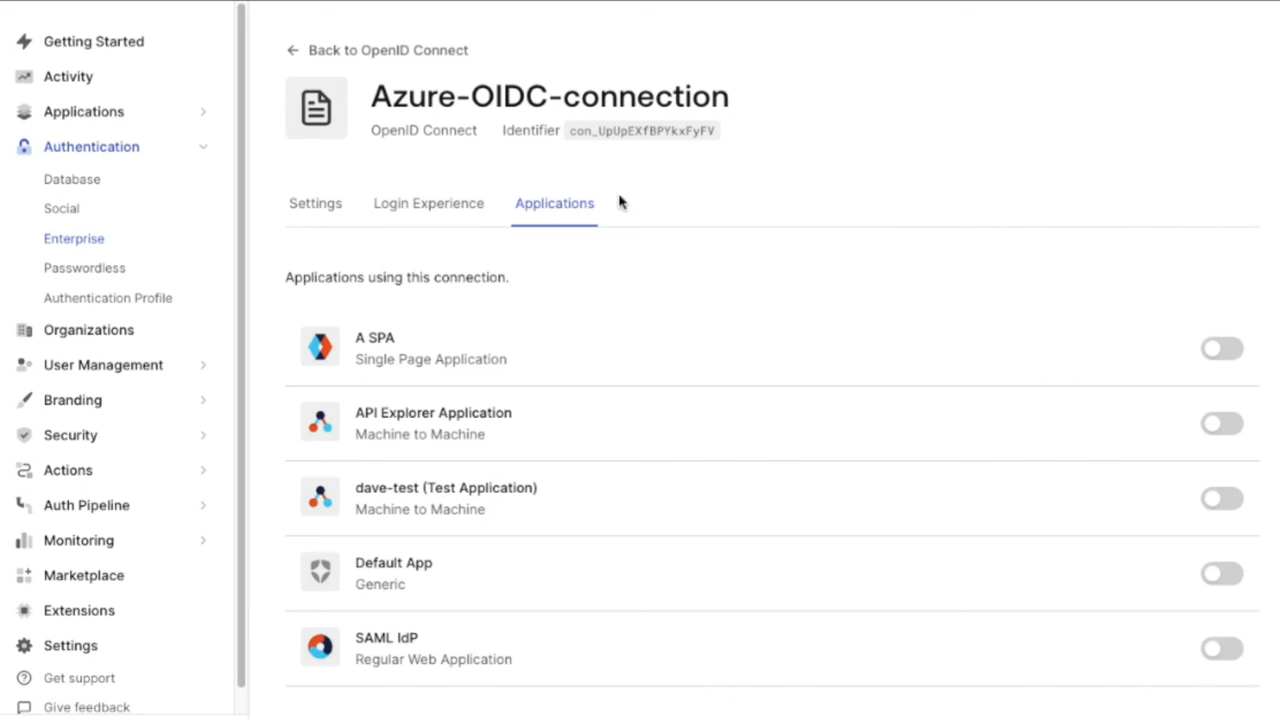 Getting Started
Activity
Applications
Authentication
Database
Social
Enterprise
Passwordless
Authentication Profile
Organizations
User Management
Branding
Security
Actions
Auth Pipeline
Monitoring
Marketplace
Extensions
Settings
Get support
Give feedback
Back to OpenID Connect
Azure-OIDC-connection
OpenID Connect Identifier con_UpUpEXfBPYkxFyFV
Settings Login Experience Applications
Applications using this connection.
A SPA
Single Page Application
API Explorer Application
Machine to Machine
dave-test (Test Application)
Machine to Machine
Default App
Generic
SAML IdP
Regular Web Application